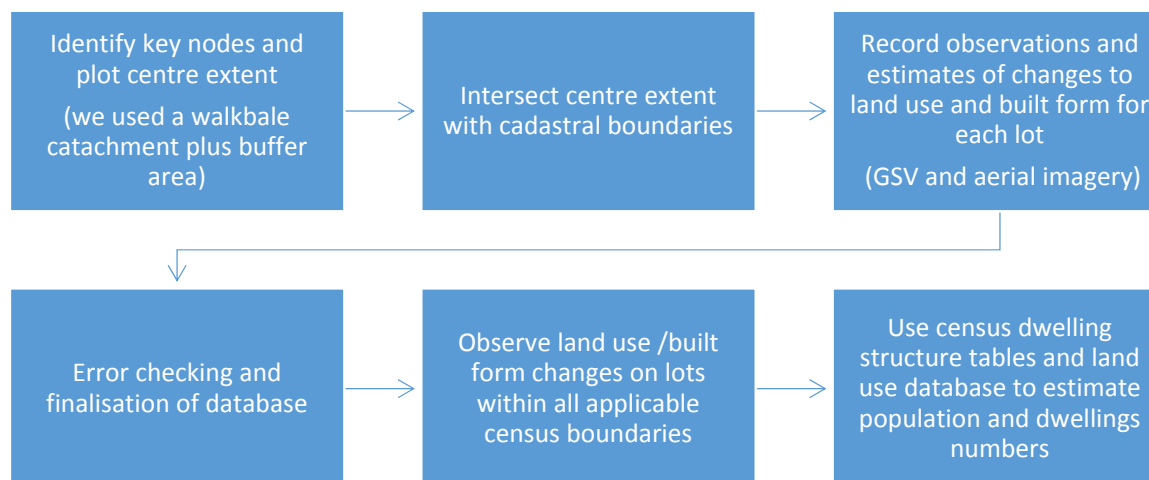 Identify key nodes and
plot centre extent
(we used a walkbale
catachment plus buffer
area)
Intersect centre extent
with cadastral boundaries
Record observations and
estimates of changes to
land use and built form for
each lot
(GSV and aerial imagery)
Error checking and
finalisation of database
Observe land use /built
form changes on lots
within all applicable
census boundaries
Use census dwelling
structure tables and land
use database to estimate
population and dwellings
numbers